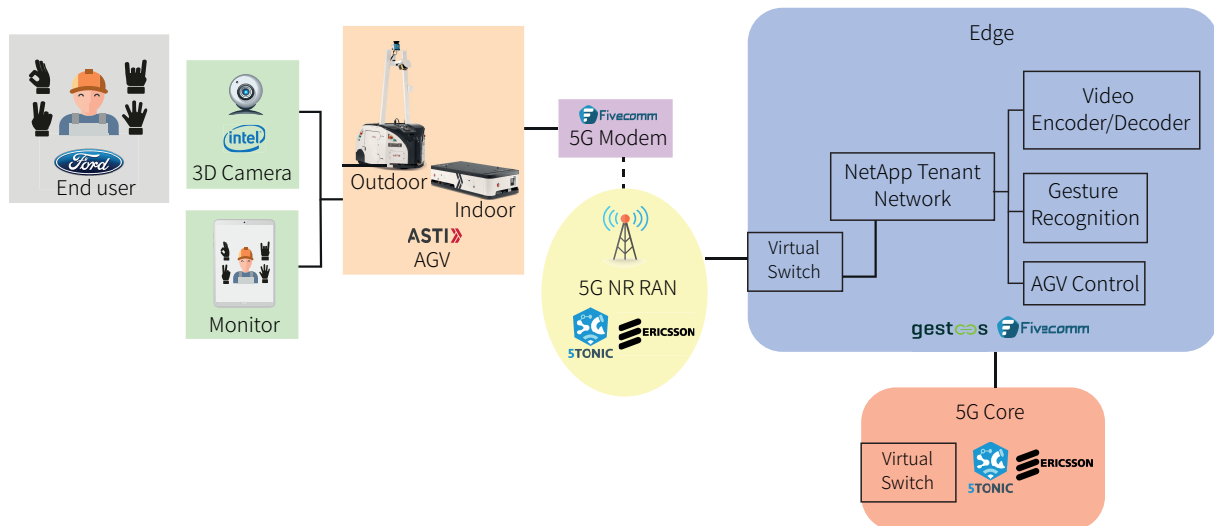 Ford
End user
intel
3D Camera
Monitor
Outdoor
Indoor
ASTI
AGV
Fivecomm
5G Modem
5G NR RAN
5G
5TONIC
ERICSSON
Edge
Virtual
Switch
NetApp Tenant
Network
Video
Encoder/Decoder
Gesture
Recognition
AGV Control
gestoos
Fivecomm
5G Core
Virtual
Switch
5G
5TONIC
ERICSSON